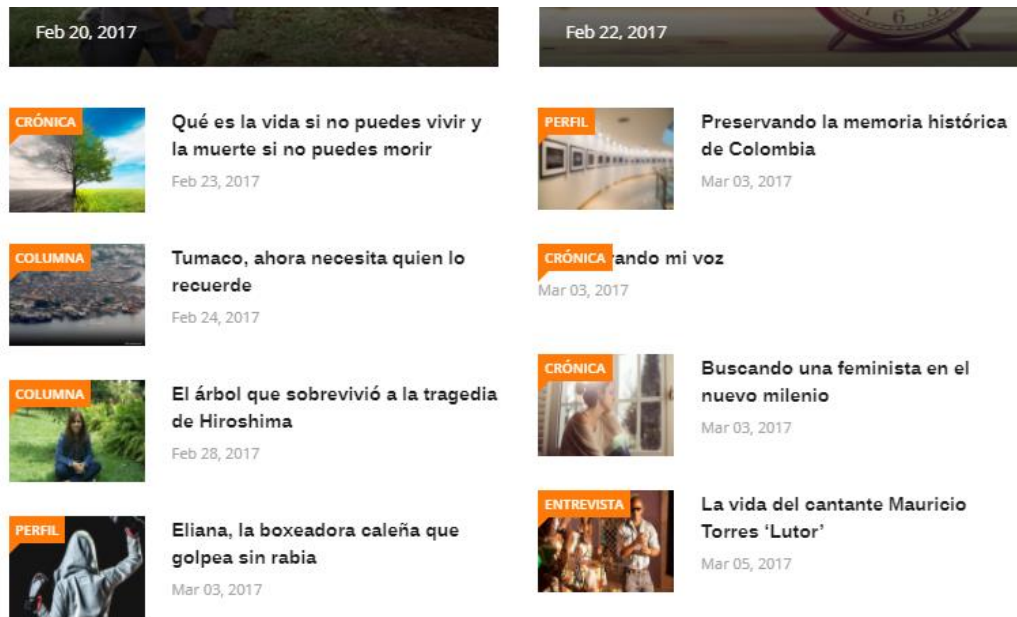 Feb 20, 2017
CRÓNICA
Qué es la vida si no puedes vivir y
la muerte si no puedes morir
Feb 23, 2017
COLUMNA
Tumaco, ahora necesita quien lo
recuerde
Feb 24, 2017
COLUMNA
El árbol que sobrevivió a la tragedia
de Hiroshima
Feb 28, 2017
PERFIL
Eliana, la boxeadora caleña que
golpea sin rabia
Mar 03, 2017
Feb 22, 2017
PERFIL
Preservando la memoria histórica
de Colombia
Mar 03, 2017
CRÓNICA
mi voz
Mar 03, 2017
CRÓNICA
Buscando una feminista en el
nuevo milenio
Mar 03, 2017
ENTREVISTA
La vida del cantante Mauricio
Torres ‘Lutor’
Mar 05, 2017